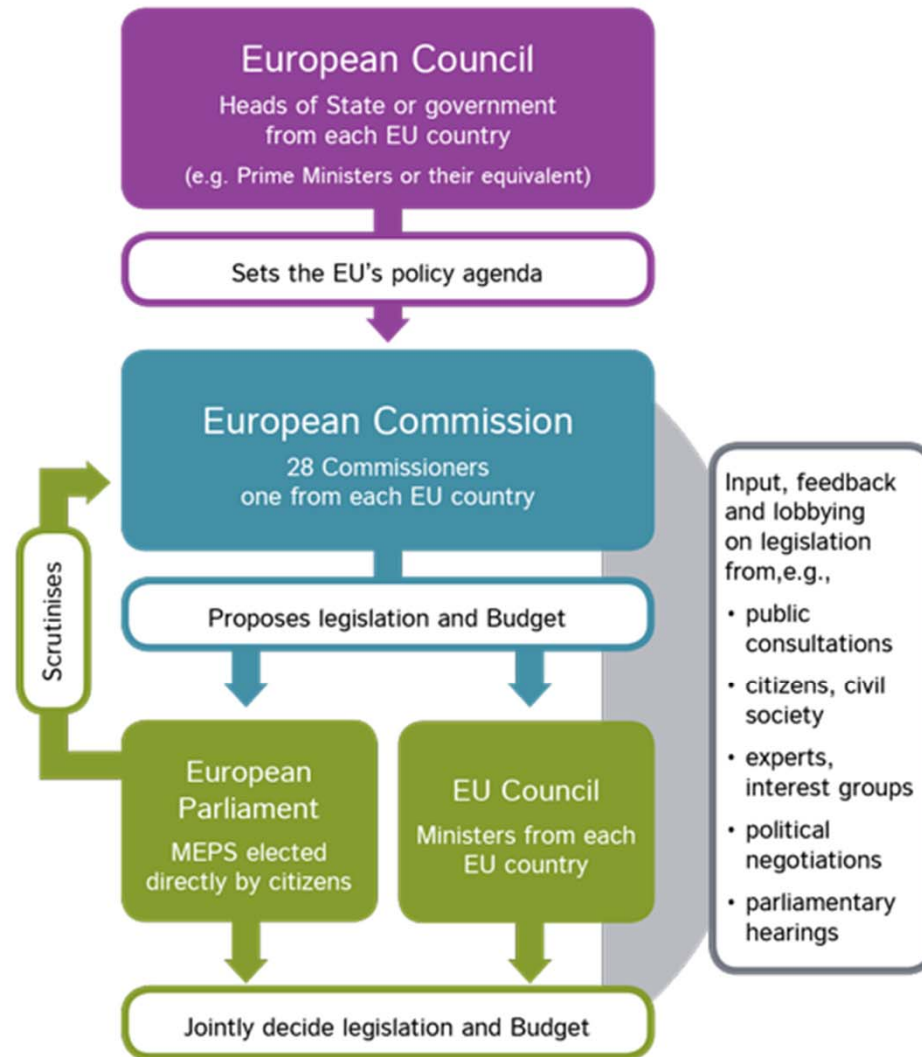 European Council
Heads of State or government
from each EU country
(e.g. Prime Ministers or their equivalent)
Sets the EU's policy agenda
European Commission
28 Commissioners
one from each EU country
Scrutinises
Proposes legislation and Budget
European
Parliament
MEPS elected
directly by citizens
EU Council
Ministers from each
EU country
Jointly decide legislation and Budget
Input, feedback
and lobbying
on legislation
from,e.g.,
• public
consultations
• citizens, civil
society
• experts,
interest groups
• political
negotiations
• parliamentary
hearings